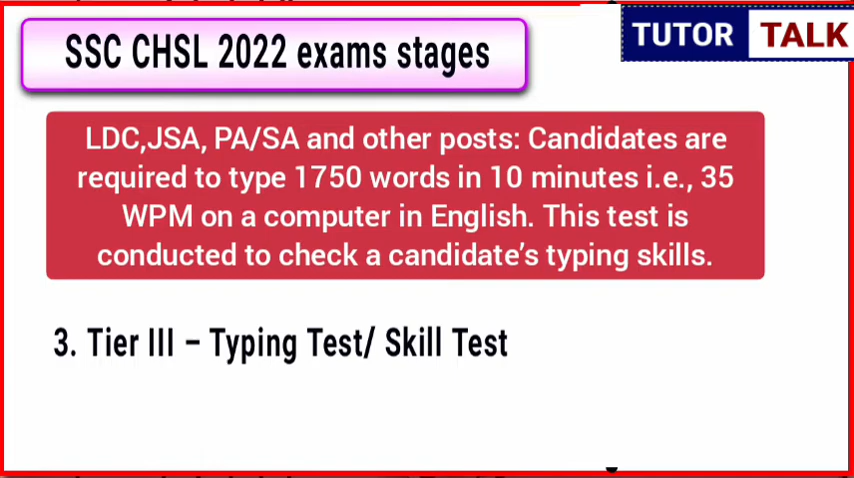 SSC CHSL 2022 exams stages
TUTOR TALK
LDC,JSA, PA/SA and other posts: Candidates are
required to type 1750 words in 10 minutes i.e., 35
WPM on a computer in English. This test is
conducted to check a candidate's typing skills.
3. Tier III – Typing Test/ Skill Test